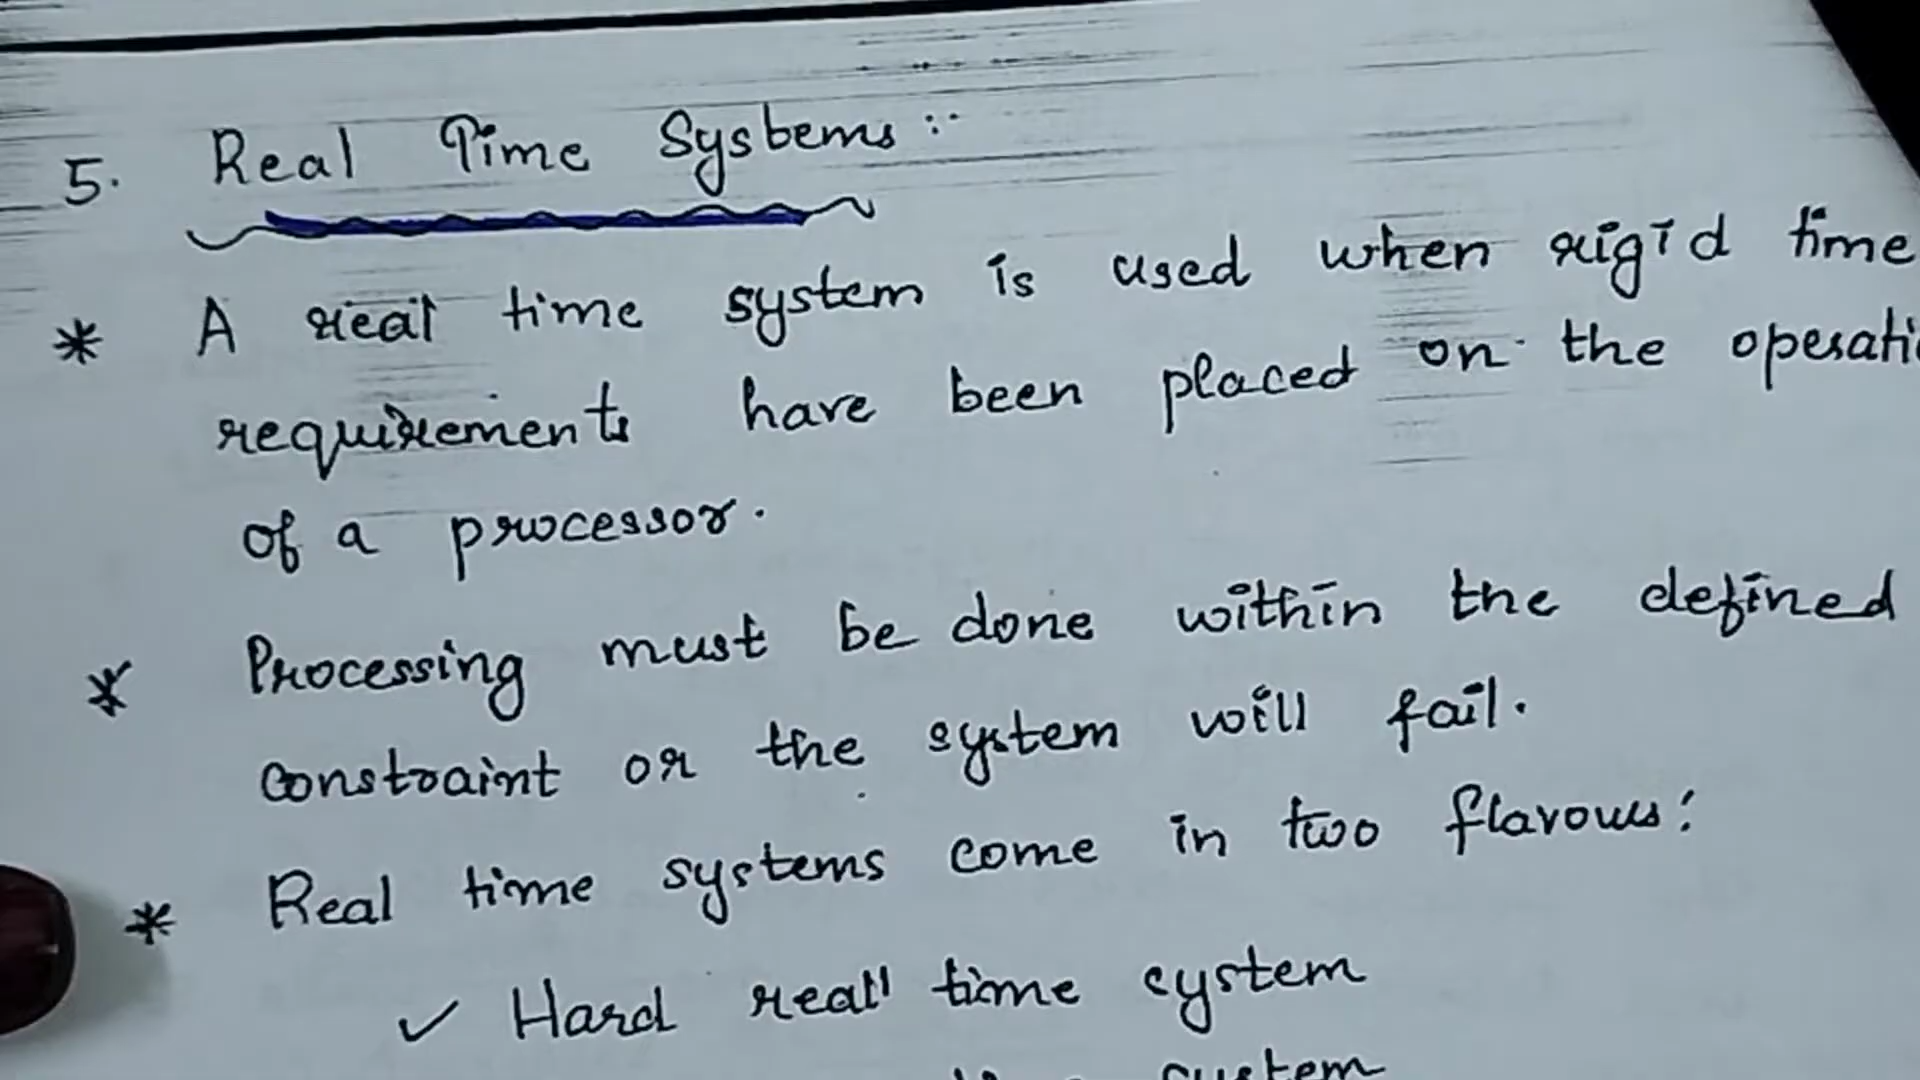 5. Real Time Systems :-
* A real time system is used when rigid time
requirements have been placed on the operati
of a processor.
* Processing must be done within the defined
constraint or the system will fail.
* Real time systems come in two flavours:
✓ Hard real time system
system